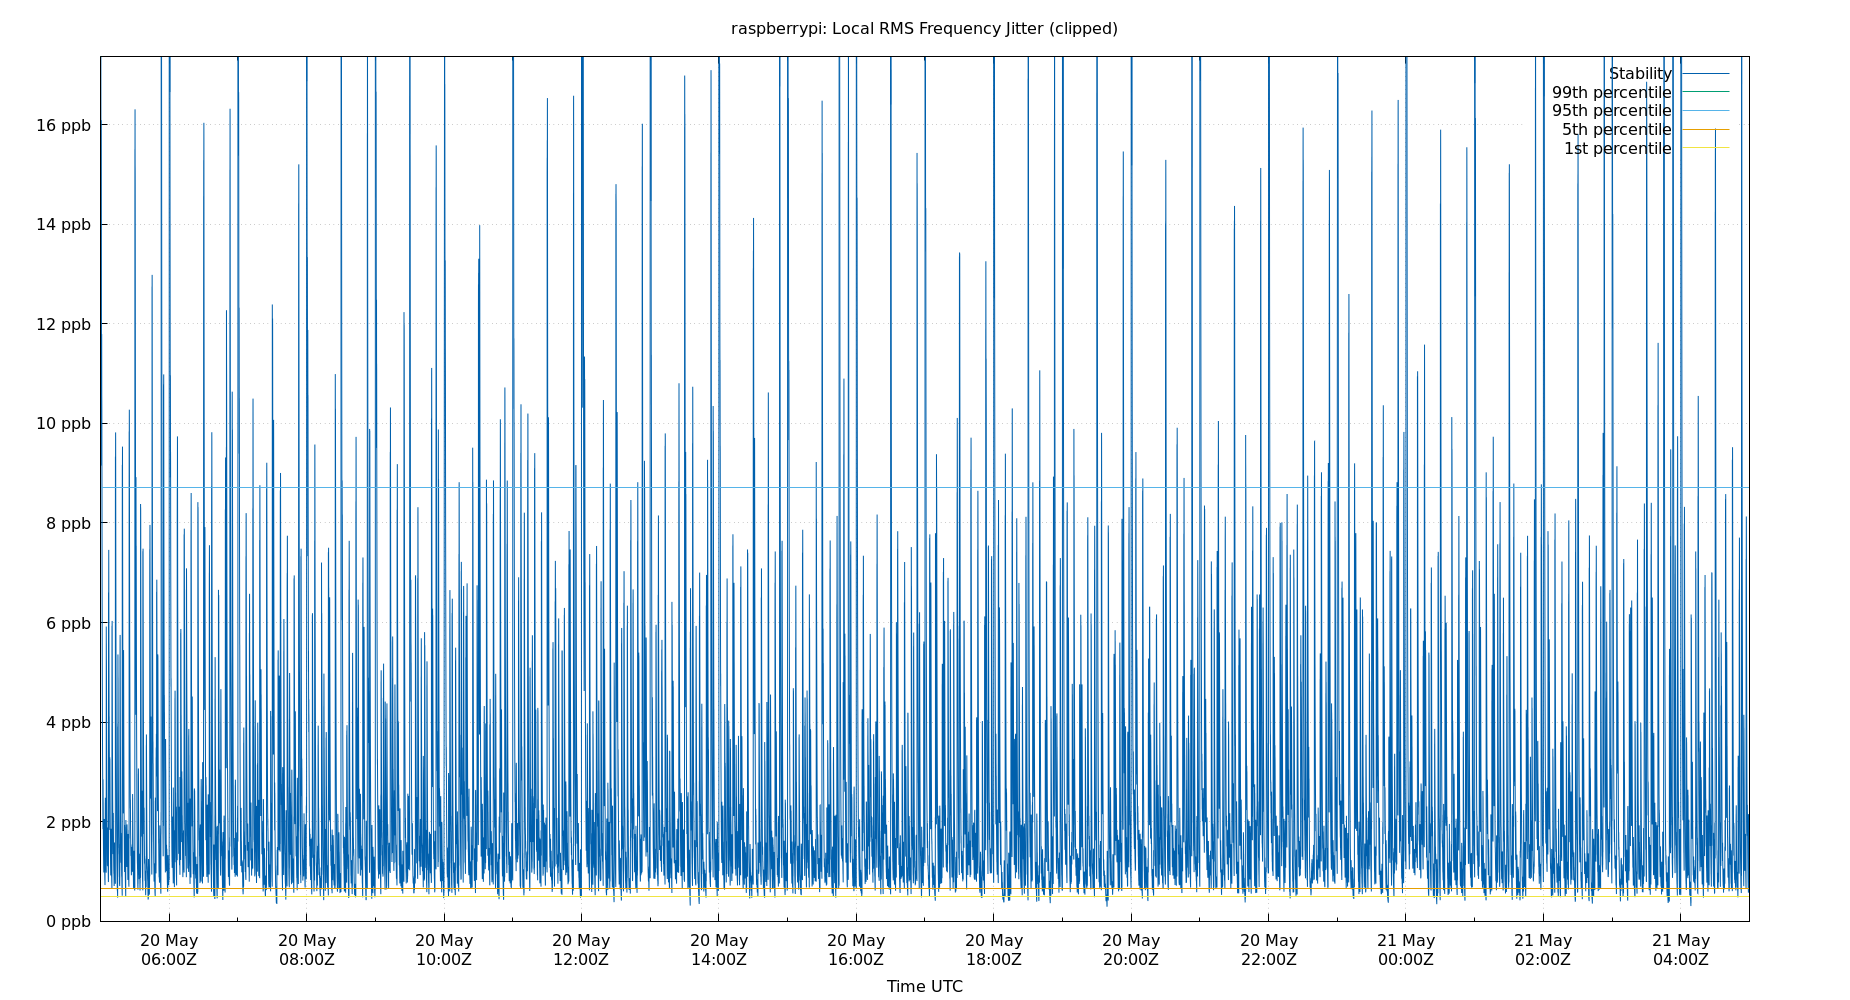 raspberrypi: Local RMS Frequency Jitter (clipped)
Stability
99th percentile
95th percentile
5th percentile
1st percentile
16 ppb
14 ppb
12 ppb
10 ppb
8 ppb
6 ppb
4 ppb
2 ppb
0 ppb
20 May 20 May 20 May 20 May 20 May 20 May 20 May 20 May 20 May 21 May 21 May 21 May
06:00Z 08:00Z 10:00Z 12:00Z 14:00Z 16:00Z 18:00Z 20:00Z 22:00Z 00:00Z 02:00Z 04:00Z
Time UTC